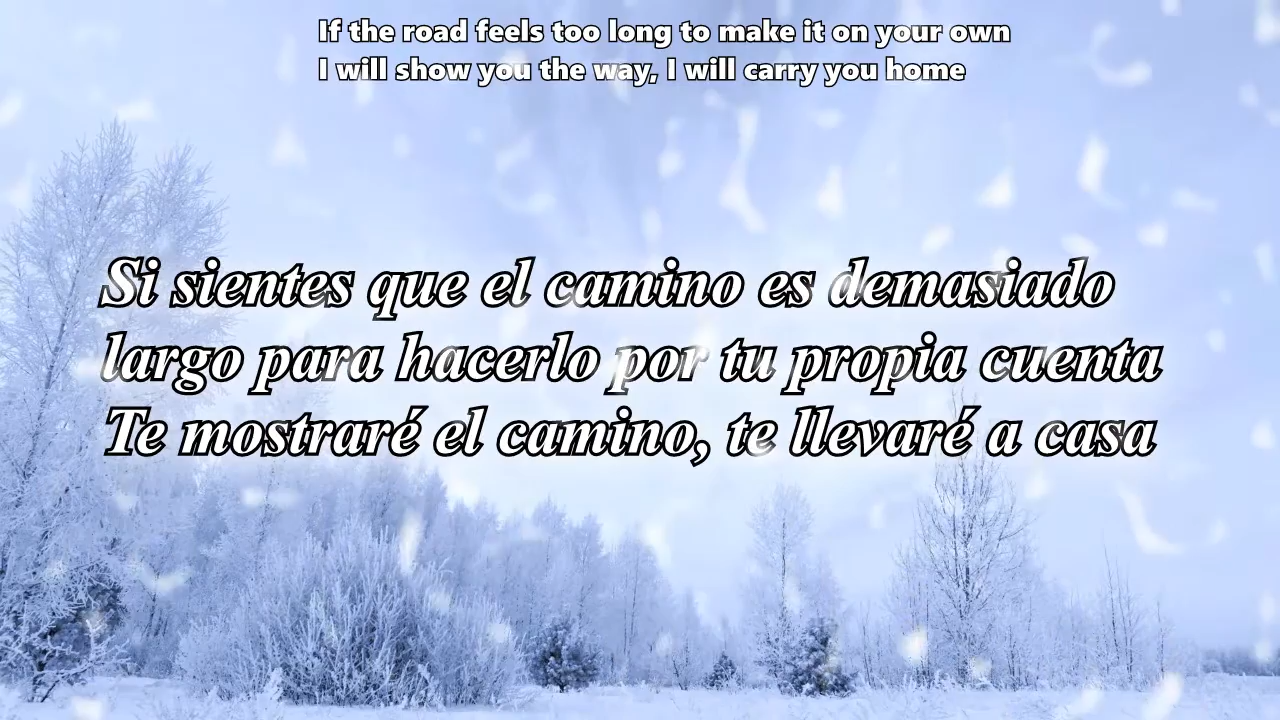 If the road feels too long to make it on your own
I will show you the way, I will carry you home
Si sientes que el camino es demasiado
largo para hacerlo por tu propia cuenta
Te mostraré el camino, te llevaré a casa